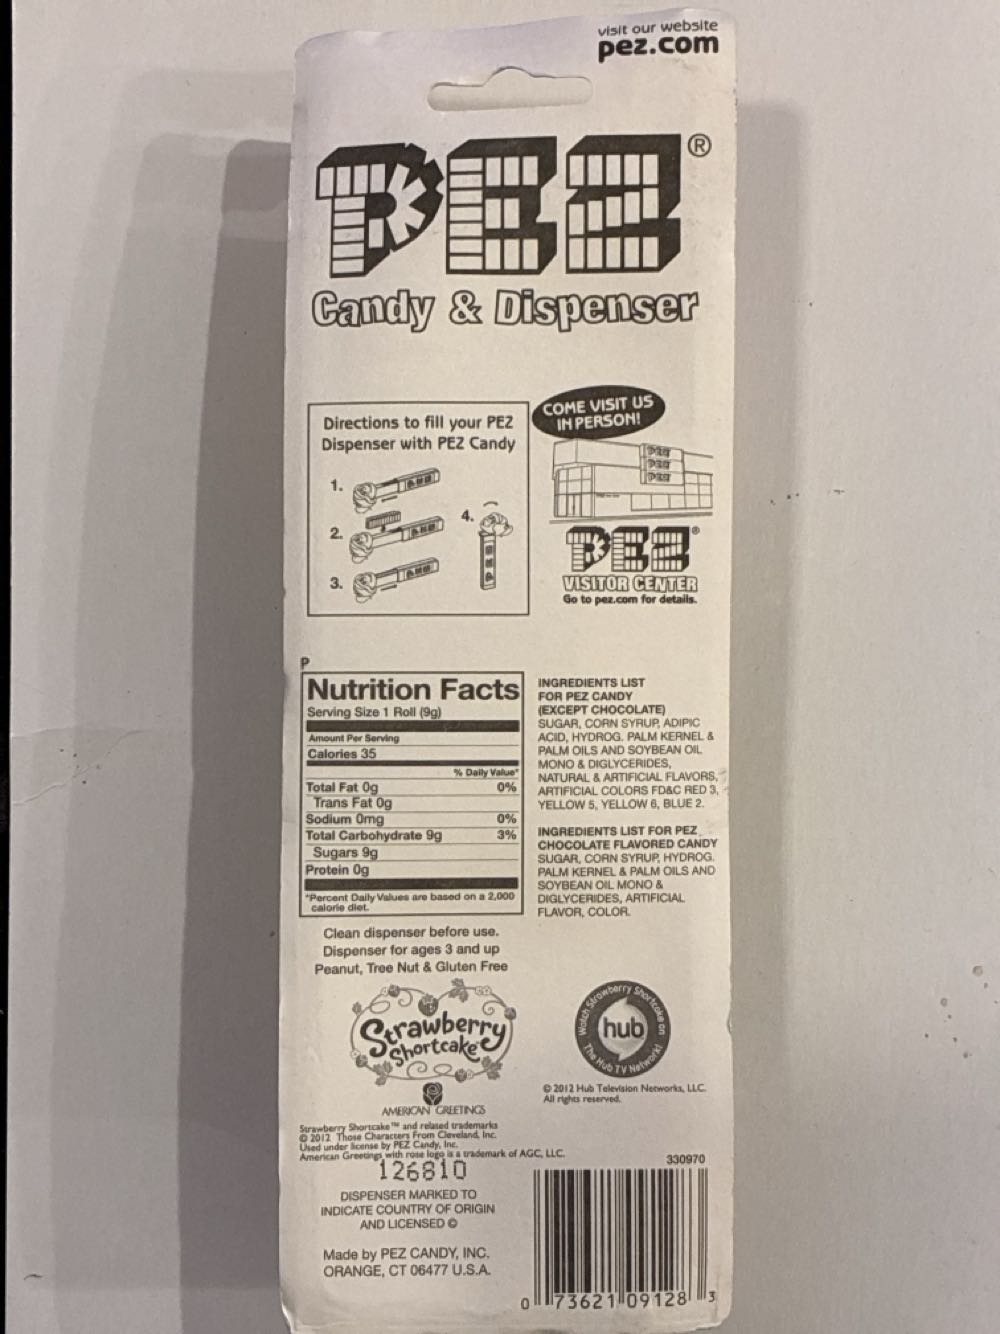 visit our website
pez.com
PEZ®
Candy & Dispenser
Directions to fill your PEZ
Dispenser with PEZ Candy
1.
2.
3.
4.
COME VISIT US
IN PERSON!
PEZ
PEZ
PEZ
PEZ®
VISITOR CENTER
Go to pez.com for details.
P
Nutrition Facts
Serving Size 1 Roll (9g)
Amount Per Serving
Calories 35
% Daily Value*
Total Fat 0g 0%
Trans Fat 0g
Sodium 0mg 0%
Total Carbohydrate 9g 3%
Sugars 9g
Protein 0g
*Percent Daily Values are based on a 2,000
calorie diet.
INGREDIENTS LIST
FOR PEZ CANDY
(EXCEPT CHOCOLATE)
SUGAR, CORN SYRUP, ADIPIC
ACID, HYDROG. PALM KERNEL &
PALM OILS AND SOYBEAN OIL
MONO & DIGLYCERIDES,
NATURAL & ARTIFICIAL FLAVORS,
ARTIFICIAL COLORS FD&C RED 3,
YELLOW 5, YELLOW 6, BLUE 2.
INGREDIENTS LIST FOR PEZ
CHOCOLATE FLAVORED CANDY
SUGAR, CORN SYRUP, HYDROG.
PALM KERNEL & PALM OILS AND
SOYBEAN OIL MONO &
DIGLYCERIDES, ARTIFICIAL
FLAVOR, COLOR.
Clean dispenser before use.
Dispenser for ages 3 and up
Peanut, Tree Nut & Gluten Free
Strawberry
Shortcake™
AMERICAN GREETINGS
Watch Strawberry Shortcake on
hub
The Hub TV Network!
© 2012 Hub Television Networks, LLC.
All rights reserved.
Strawberry Shortcake™ and related trademarks
© 2012 Those Characters From Cleveland, Inc.
Used under license by PEZ Candy, Inc.
American Greetings with rose logo is a trademark of AGC, LLC.
126810
330970
DISPENSER MARKED TO
INDICATE COUNTRY OF ORIGIN
AND LICENSED ©
Made by PEZ CANDY, INC.
ORANGE, CT 06477 U.S.A.
0 73621 09128 3